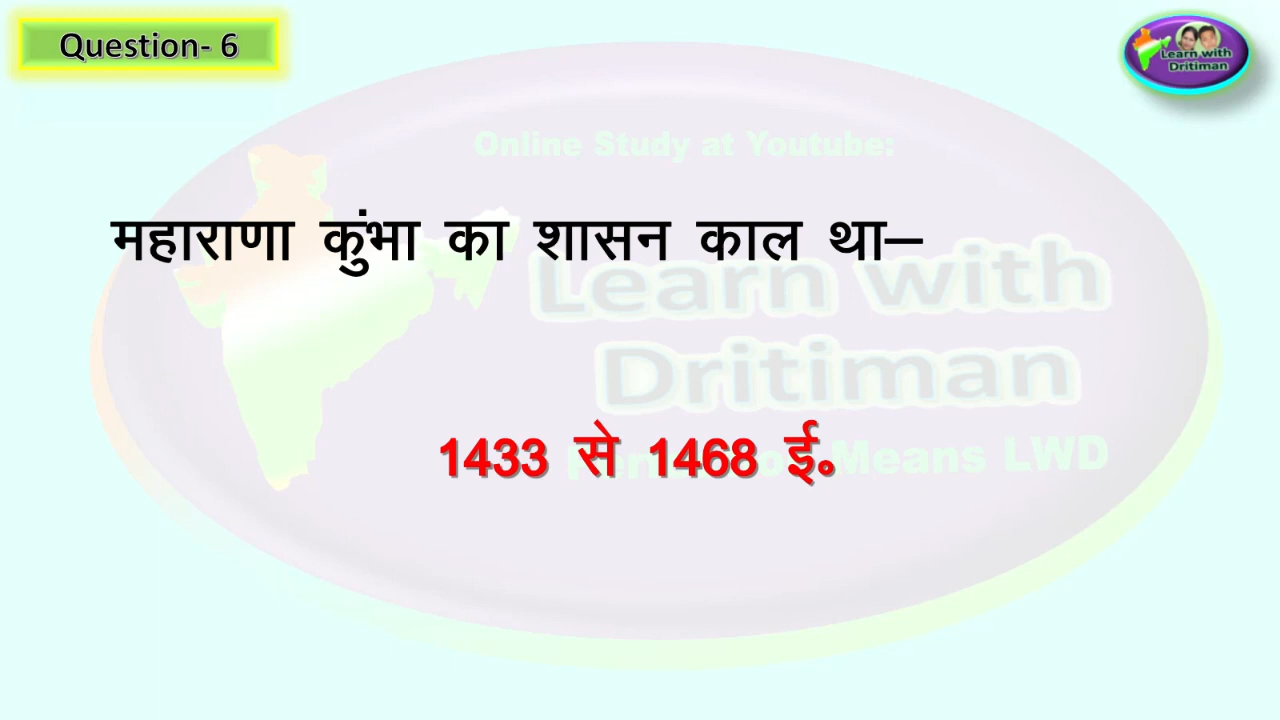 Question- 6
Learn with
Dritiman
Online Study at Youtube:
महाराणा कुंभा का शासन काल था–
Learn with
Dritiman
1433 से 1468 ई.
Means LWD